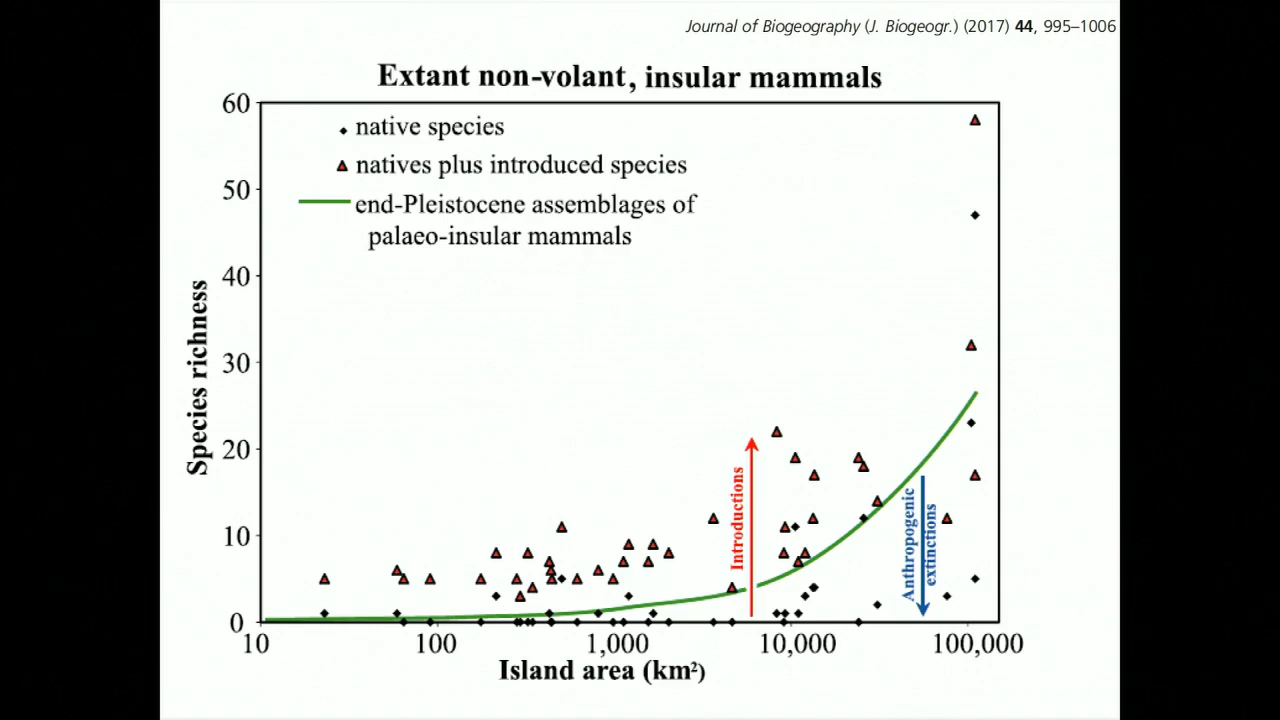 Journal of Biogeography (J. Biogeogr.) (2017) 44, 995–1006
Extant non-volant, insular mammals
60
native species
natives plus introduced species
50
end-Pleistocene assemblages of
palaeo-insular mammals
40
30
20
10
0
Species richness
Introductions
Anthropogenic
extinctions
10
100
1,000
10,000
100,000
Island area (km²)